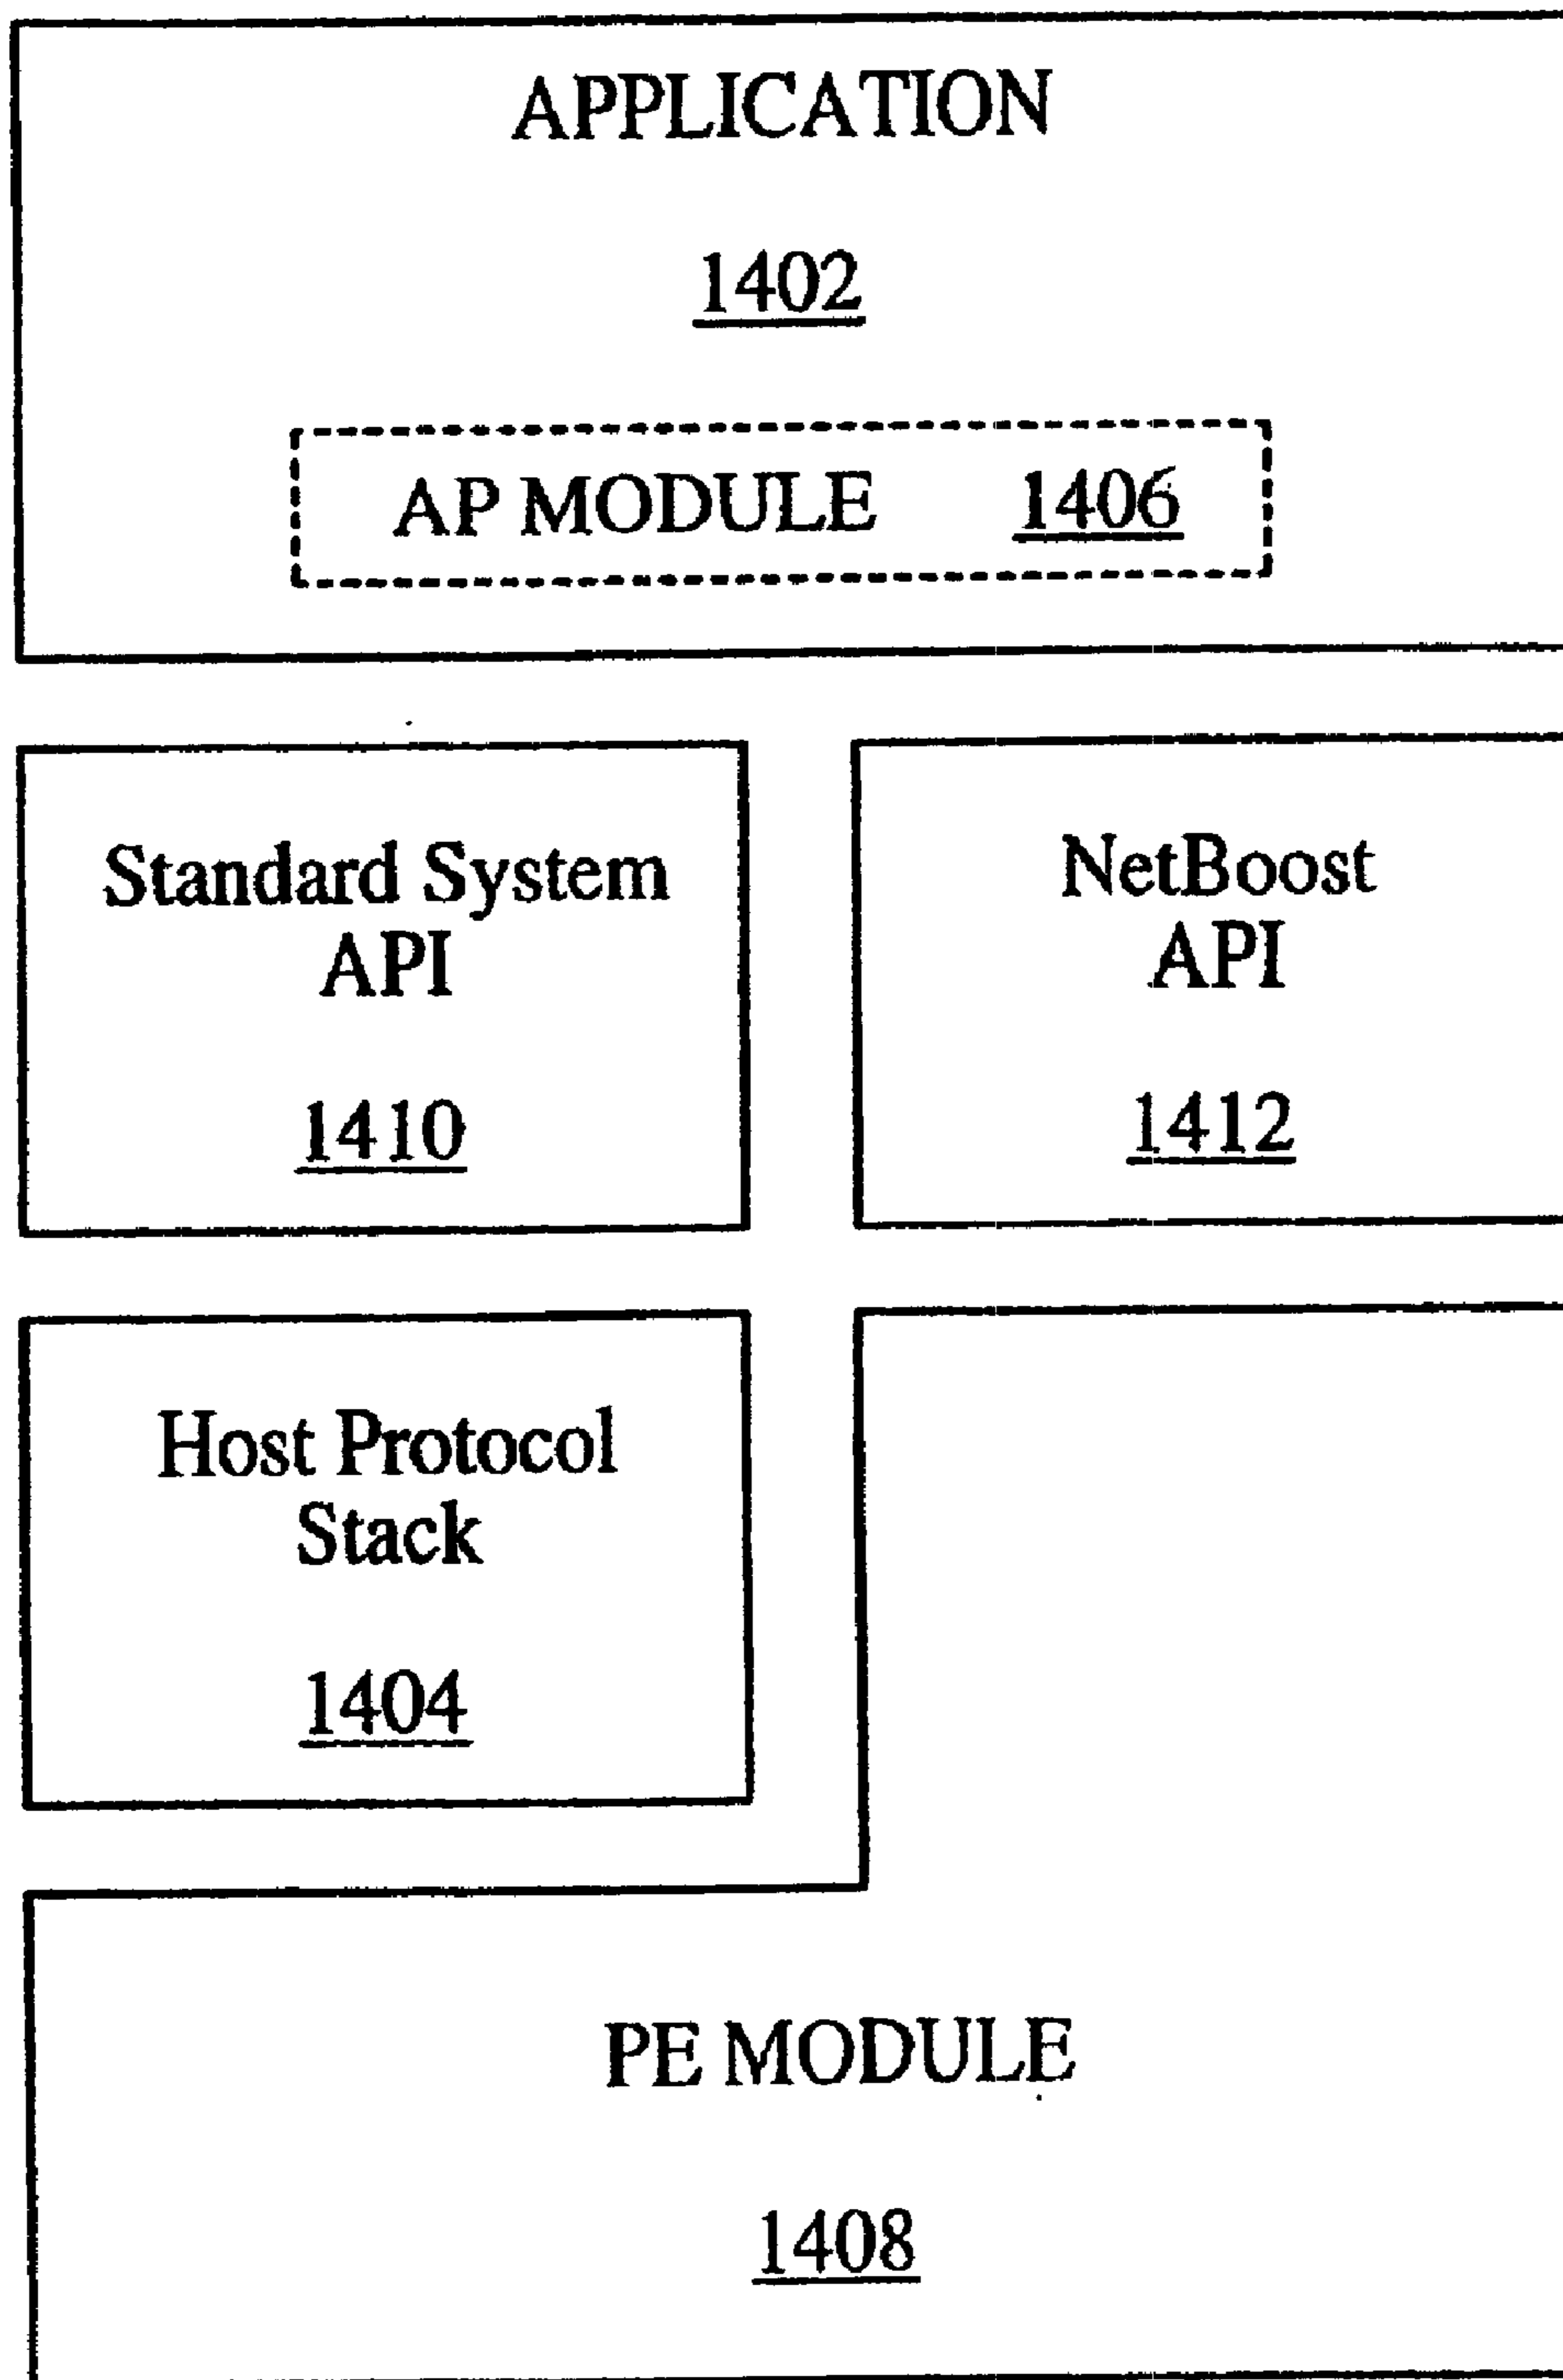 APPLICATION
1402
AP MODULE 1406
Standard System
API
1410
NetBoost
API
1412
Host Protocol
Stack
1404
PE MODULE
1408